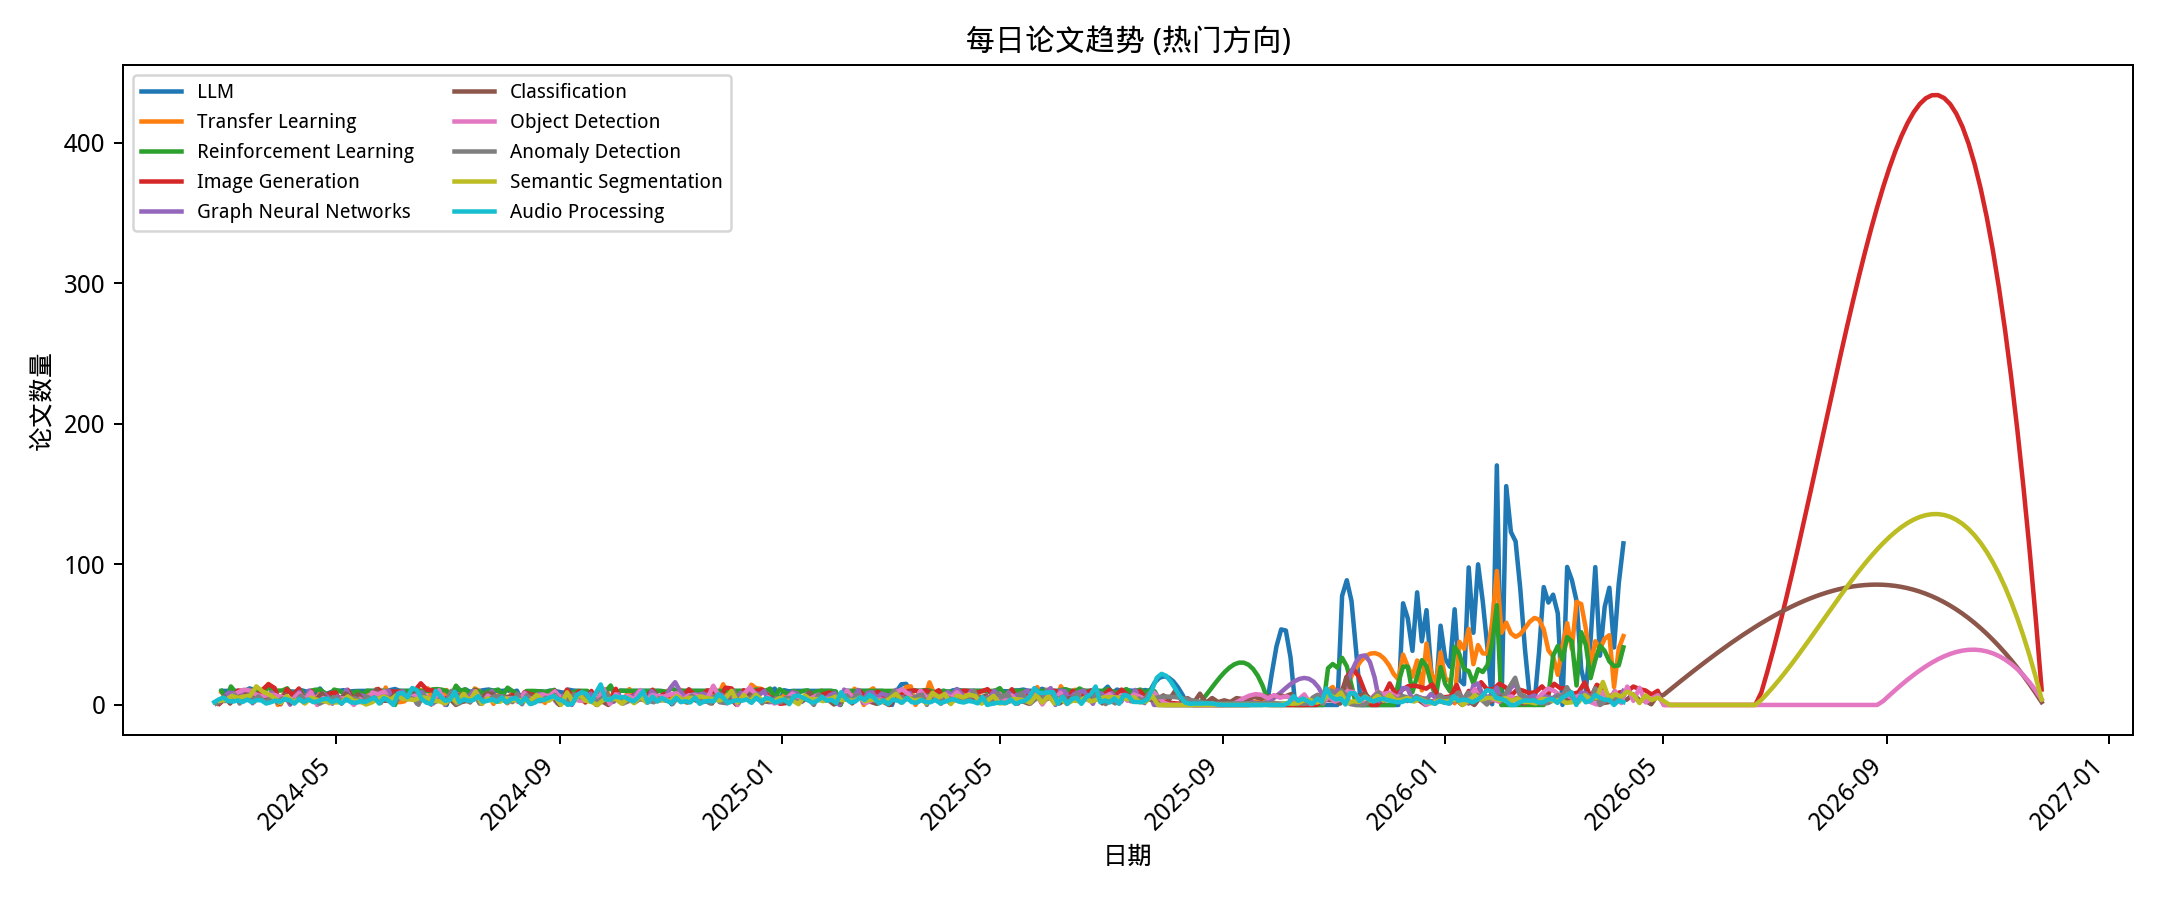 每日论文趋势 (热门方向)
LLM
Transfer Learning
Reinforcement Learning
Image Generation
Graph Neural Networks
Classification
Object Detection
Anomaly Detection
Semantic Segmentation
Audio Processing
论文数量
400
300
200
100
0
2024-05
2024-09
2025-01
2025-05
2025-09
2026-01
2026-05
2026-09
2027-01
日期